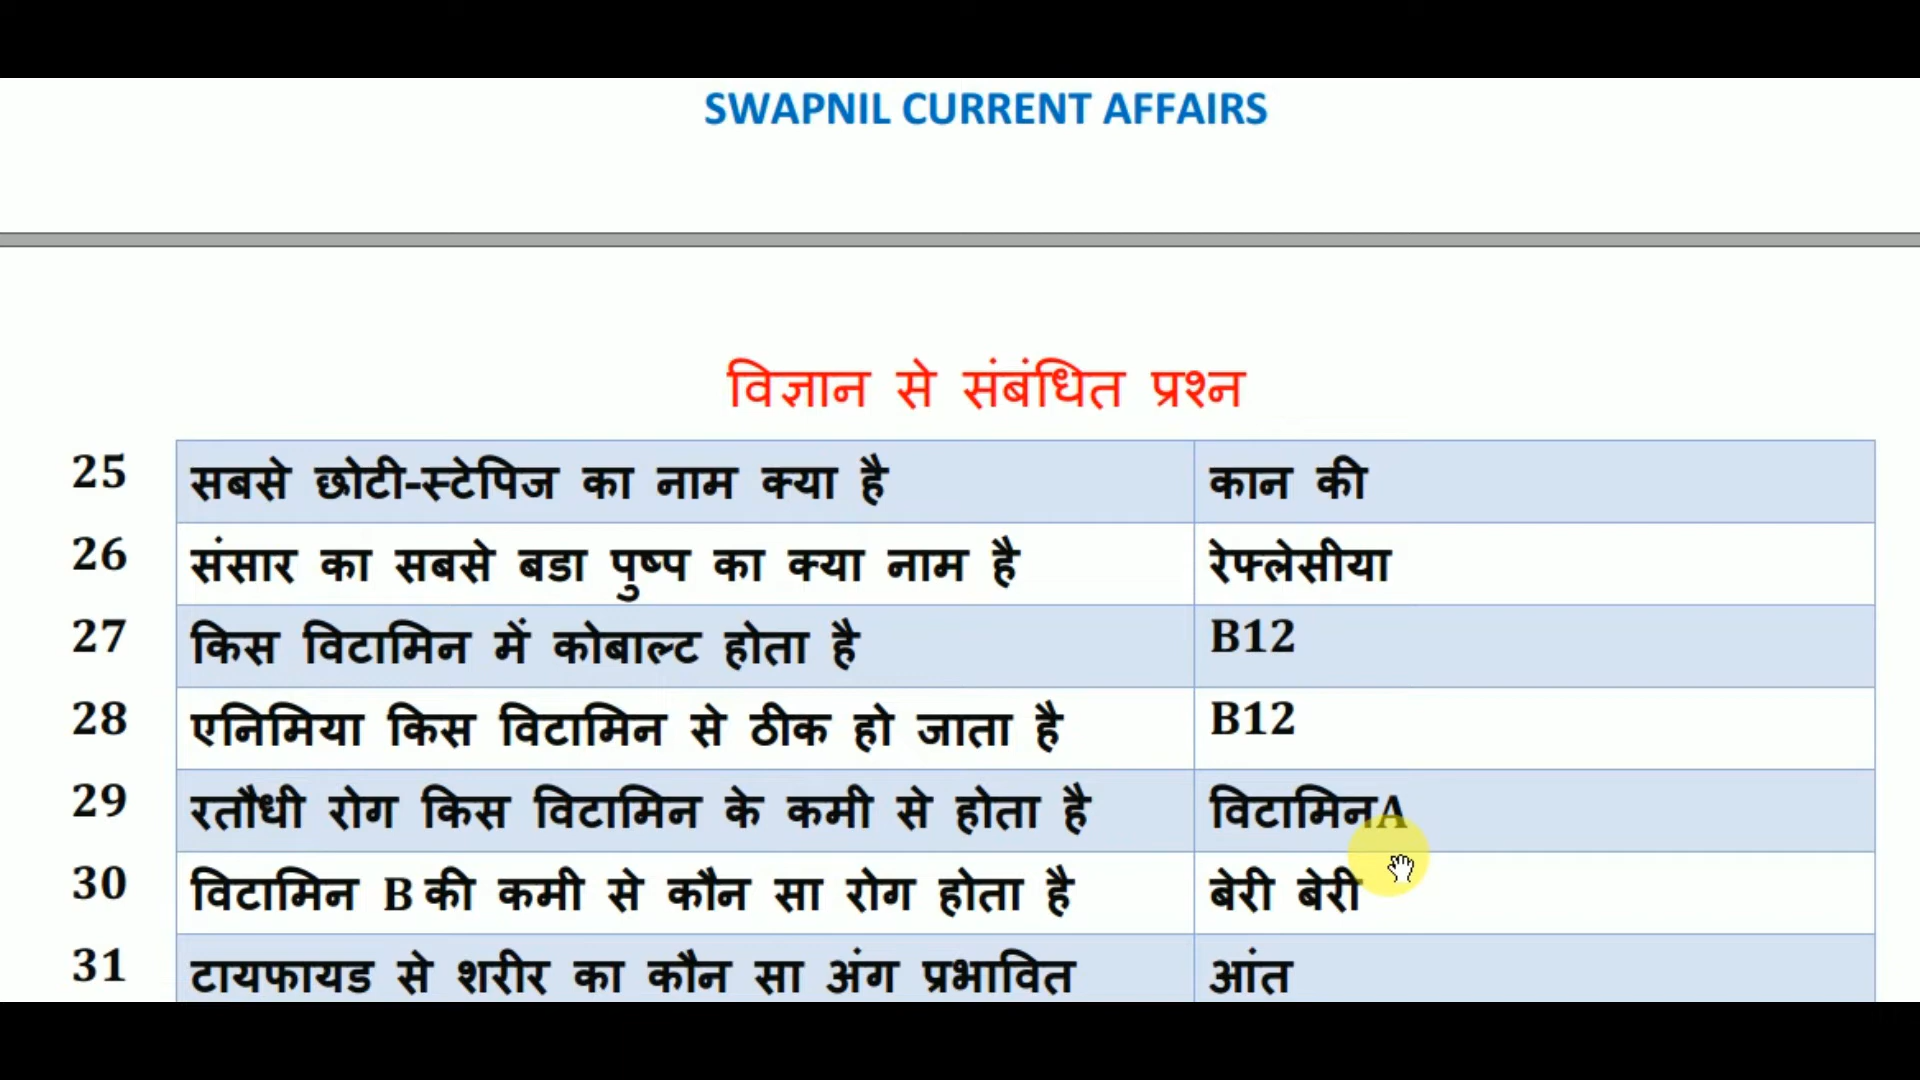 SWAPNIL CURRENT AFFAIRS
विज्ञान से संबंधित प्रश्न
25 सबसे छोटी-स्टेपिज का नाम क्या है कान की
26 संसार का सबसे बडा पुष्प का क्या नाम है रेफ्लेसीया
27 किस विटामिन में कोबाल्ट होता है B12
28 एनिमिया किस विटामिन से ठीक हो जाता है B12
29 रतौधी रोग किस विटामिन के कमी से होता है विटामिनA
30 विटामिन B की कमी से कौन सा रोग होता है बेरी बेरी
31 टायफायड से शरीर का कौन सा अंग प्रभावित आंत